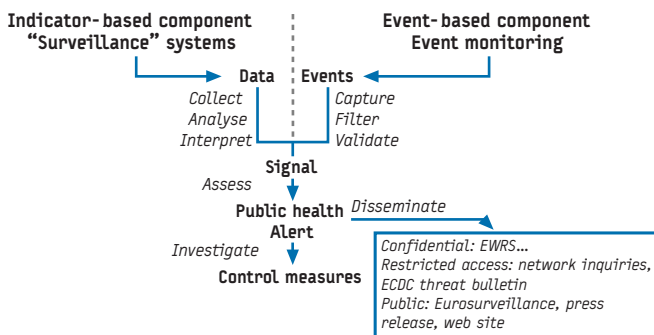 Indicator-based component
“Surveillance” systems
Event-based component
Event monitoring
Data
Events
Collect
Analyse
Interpret
Capture
Filter
Validate
Signal
Assess
Public health
Alert
Disseminate
Investigate
Control measures
Confidential: EWRS…
Restricted access: network inquiries,
ECDC threat bulletin
Public: Eurosurveillance, press
release, web site